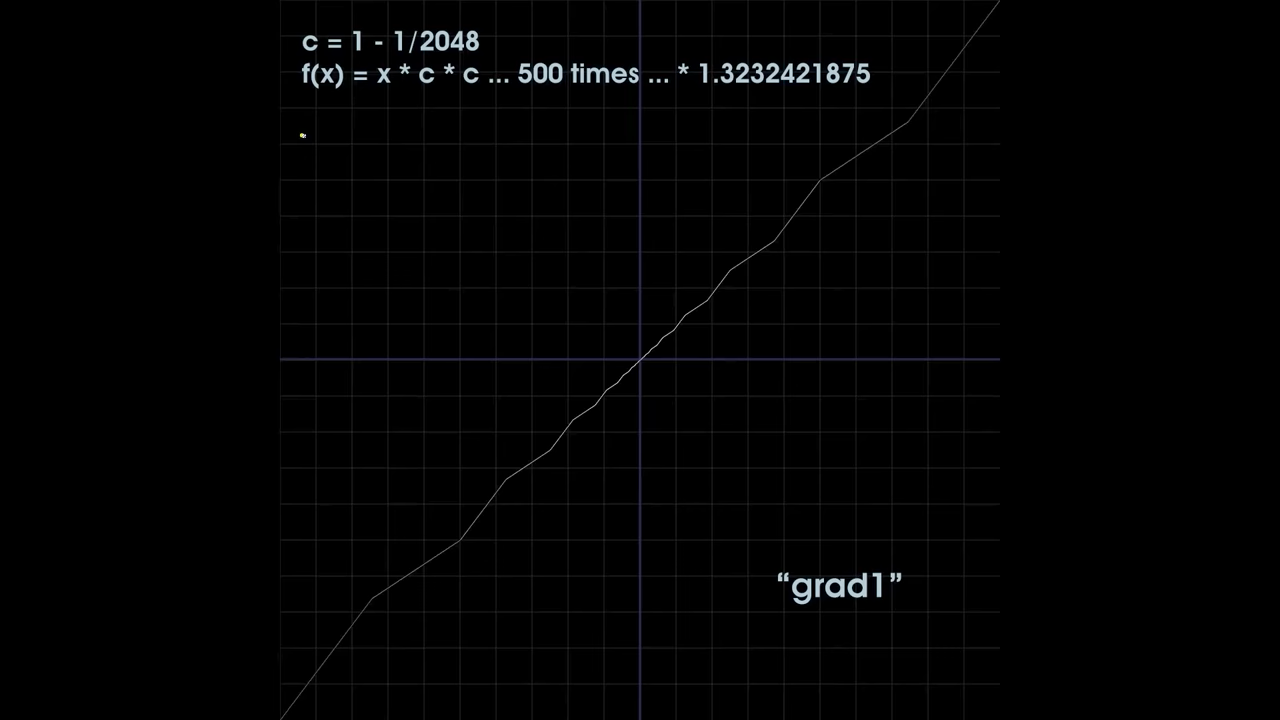 c = 1 - 1/2048
f(x) = x * c * c ... 500 times ... * 1.3232421875
“grad1”